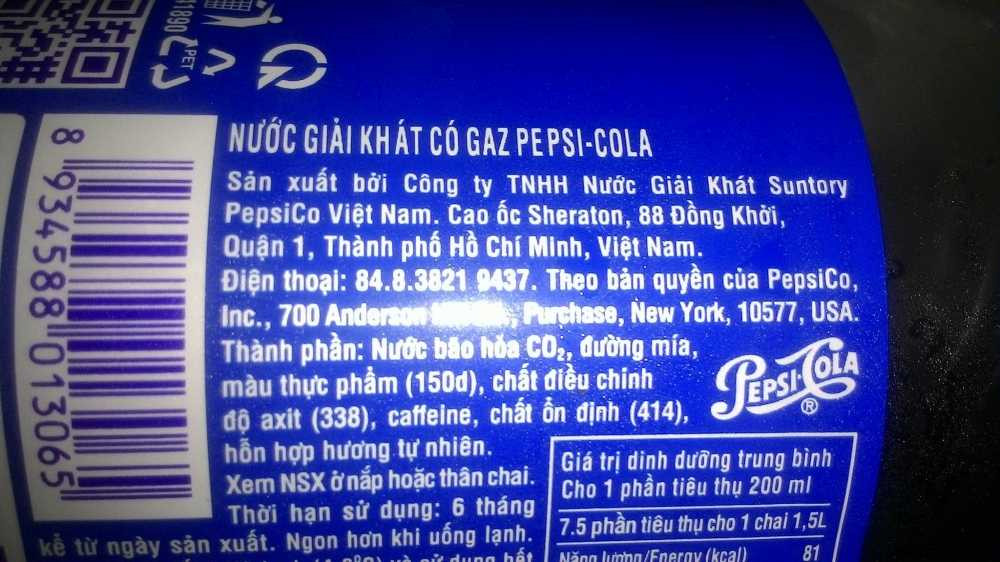 PET
NƯỚC GIẢI KHÁT CÓ GAZ PEPSI-COLA
Sản xuất bởi Công ty TNHH Nước Giải Khát Suntory
PepsiCo Việt Nam. Cao ốc Sheraton, 88 Đồng Khởi,
Quận 1, Thành phố Hồ Chí Minh, Việt Nam.
Điện thoại: 84.8.3821 9437. Theo bản quyền của PepsiCo,
Inc., 700 Anderson Purchase, New York, 10577, USA.
Thành phần: Nước bão hòa CO₂, đường mía,
màu thực phẩm (150d), chất điều chỉnh
độ axit (338), caffeine, chất ổn định (414),
hỗn hợp hương tự nhiên.
Xem NSX ở nắp hoặc thân chai.
Thời hạn sử dụng: 6 tháng
kể từ ngày sản xuất. Ngon hơn khi uống lạnh.
8 934588 013065
PEPSI-COLA
®
Giá trị dinh dưỡng trung bình
Cho 1 phần tiêu thụ 200 ml
7.5 phần tiêu thụ cho 1 chai 1,5L
Năng lượng/Energy (kcal) 81